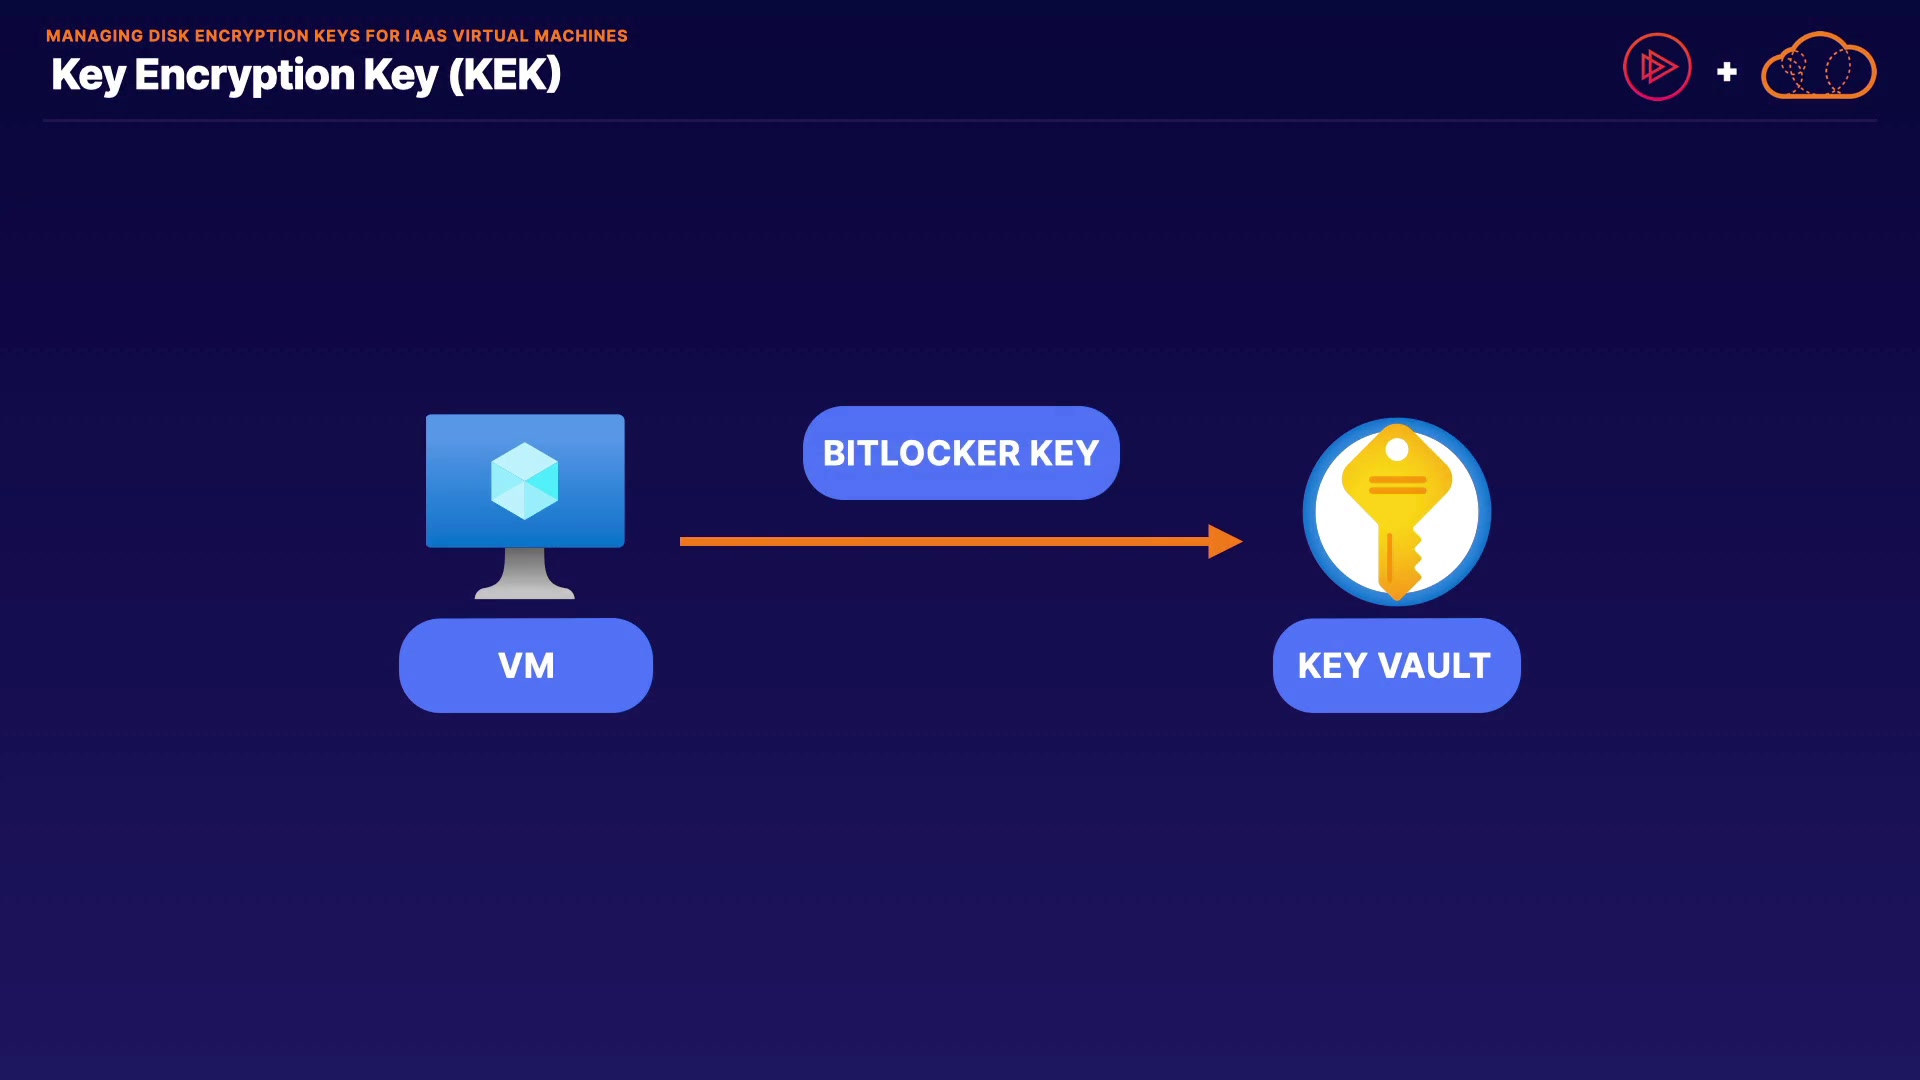 MANAGING DISK ENCRYPTION KEYS FOR IAAS VIRTUAL MACHINES
Key Encryption Key (KEK)
BITLOCKER KEY
VM
KEY VAULT